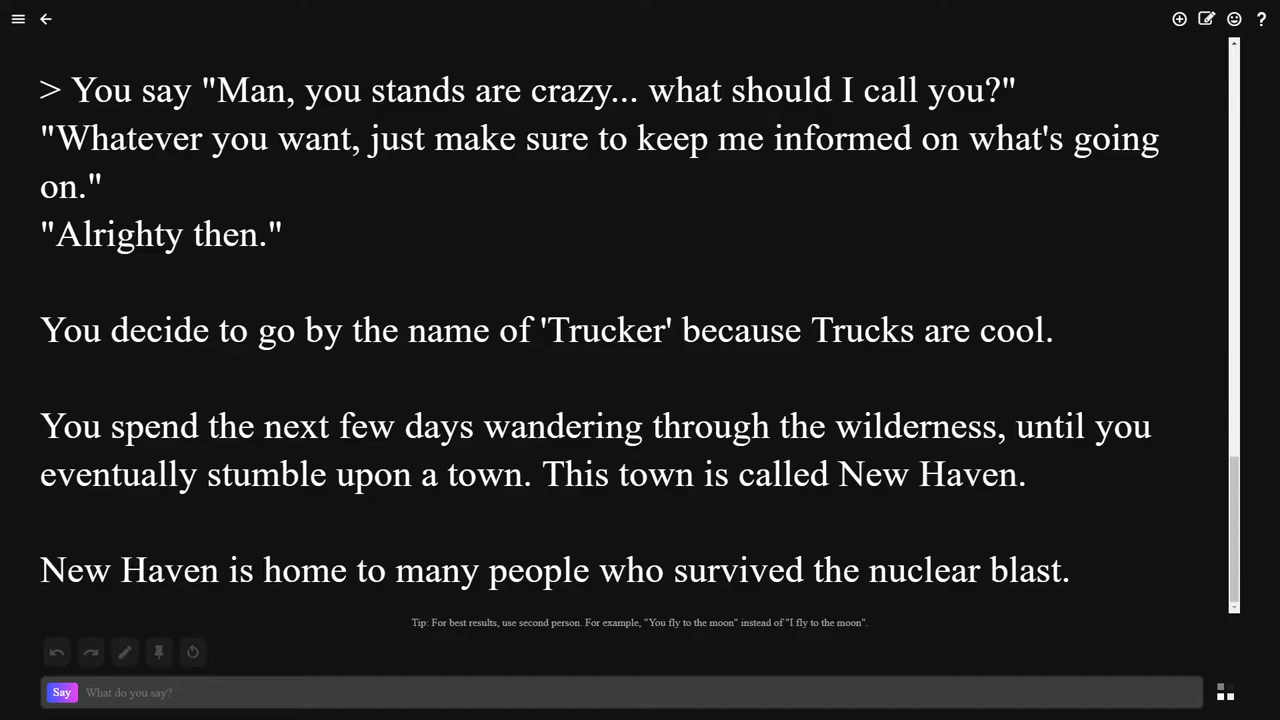 > You say "Man, you stands are crazy... what should I call you?"
"Whatever you want, just make sure to keep me informed on what's going
on."
"Alrighty then."
You decide to go by the name of 'Trucker' because Trucks are cool.
You spend the next few days wandering through the wilderness, until you
eventually stumble upon a town. This town is called New Haven.
New Haven is home to many people who survived the nuclear blast.
Tip: For best results, use second person. For example, "You fly to the moon" instead of "I fly to the moon".
Say What do you say?